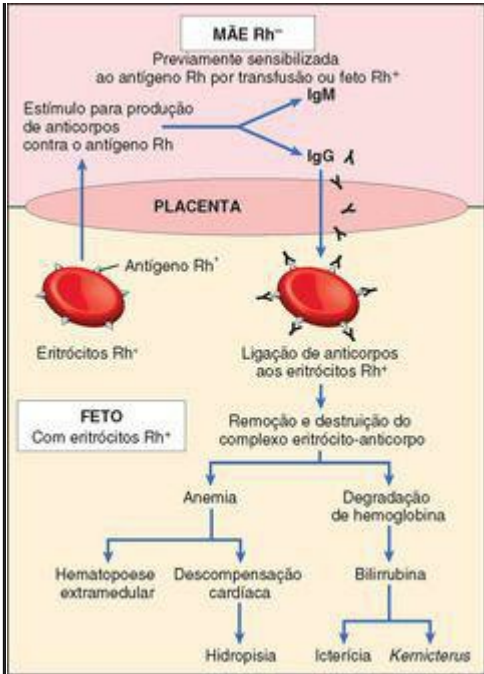 MÃE Rh⁻
Previamente sensibilizada
ao antígeno Rh por transfusão ou feto Rh⁺
IgM
Estímulo para produção
de anticorpos
contra o antígeno Rh
IgG
PLACENTA
Antígeno Rh⁺
Eritrócitos Rh⁺
Ligação de anticorpos
aos eritrócitos Rh⁺
FETO
Com eritrócitos Rh⁺
Remoção e destruição do
complexo eritrócito-anticorpo
Anemia
Degradação
de hemoglobina
Hematopoese
extramedular
Descompensação
cardíaca
Bilirrubina
Hidropisia
Icterícia
Kernicterus